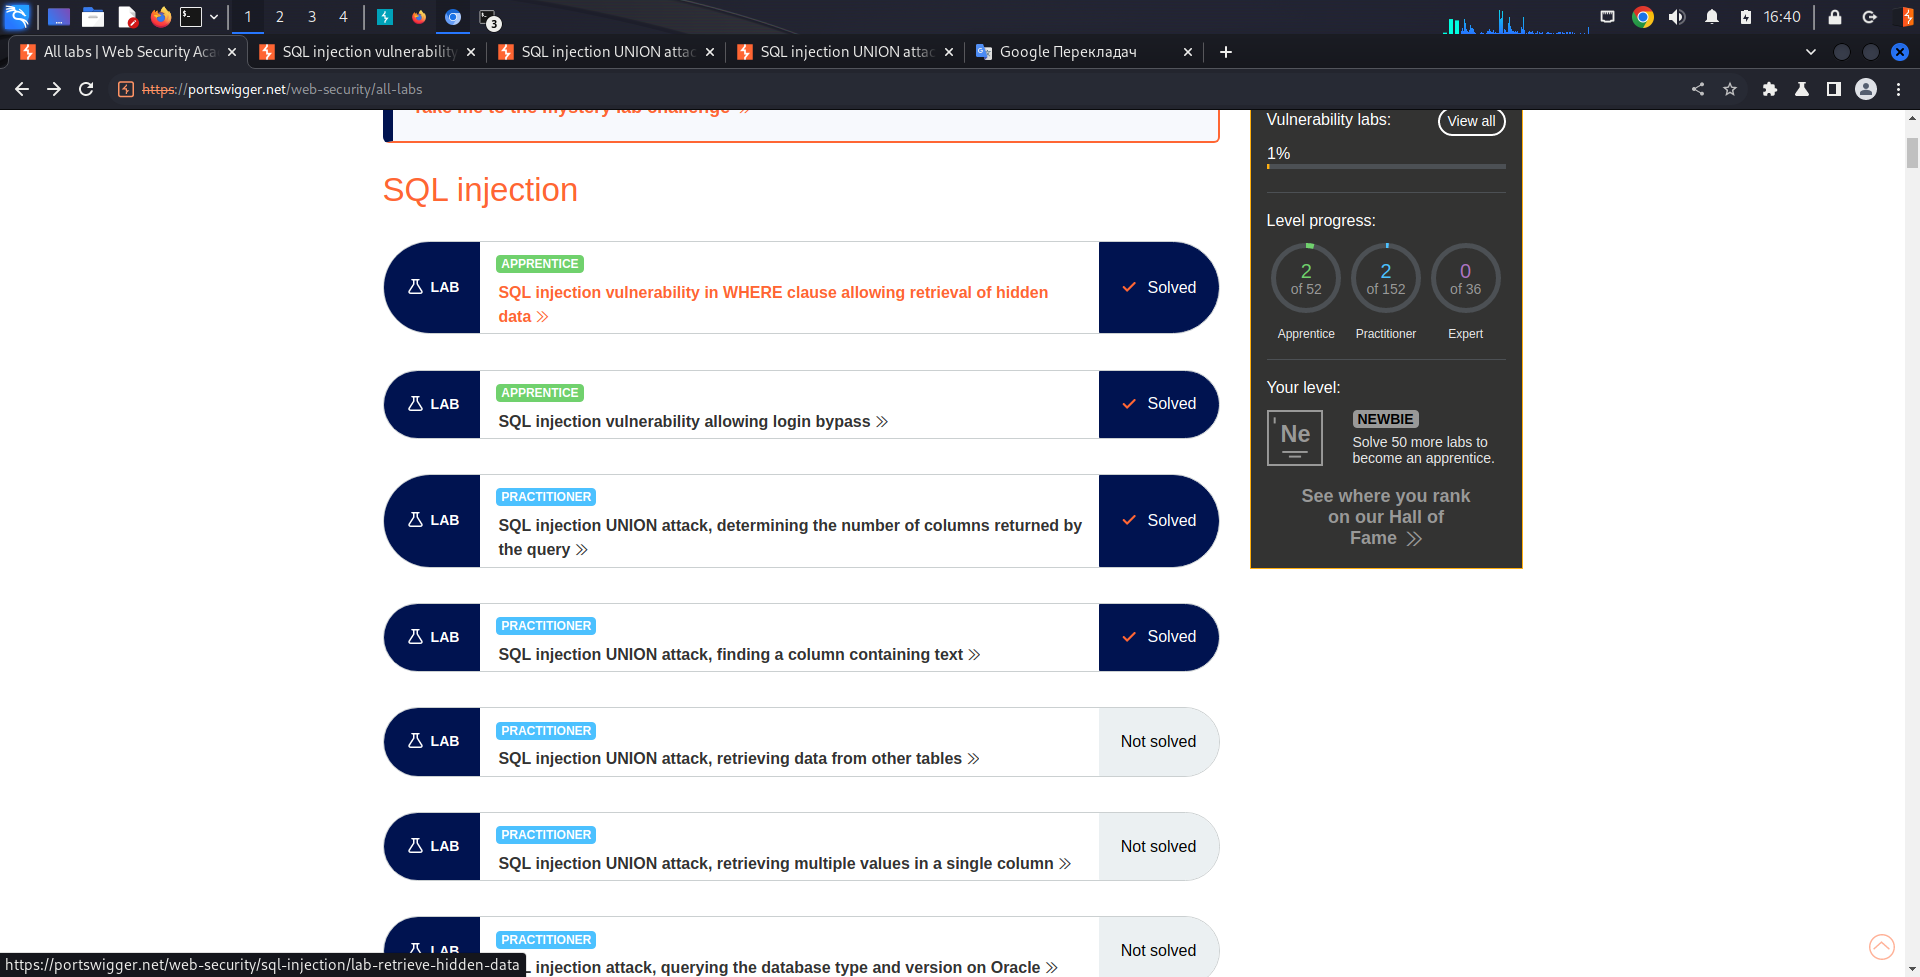 1 2 3 4 3 16:40
All labs | Web Security Aca SQL injection vulnerability SQL injection UNION attac SQL injection UNION attac Google Перекладач
https://portswigger.net/web-security/all-labs
Take me to the mystery lab challenge
SQL injection
LAB
APPRENTICE
SQL injection vulnerability in WHERE clause allowing retrieval of hidden
data
Solved
LAB
APPRENTICE
SQL injection vulnerability allowing login bypass
Solved
LAB
PRACTITIONER
SQL injection UNION attack, determining the number of columns returned by
the query
Solved
LAB
PRACTITIONER
SQL injection UNION attack, finding a column containing text
Solved
LAB
PRACTITIONER
SQL injection UNION attack, retrieving data from other tables
Not solved
LAB
PRACTITIONER
SQL injection UNION attack, retrieving multiple values in a single column
Not solved
LAB
PRACTITIONER
injection attack, querying the database type and version on Oracle
Not solved
Vulnerability labs:
View all
1%
Level progress:
2 2 0
of 52 of 152 of 36
Apprentice Practitioner Expert
Your level:
Ne
NEWBIE
Solve 50 more labs to
become an apprentice.
See where you rank
on our Hall of
Fame
https://portswigger.net/web-security/sql-injection/lab-retrieve-hidden-data